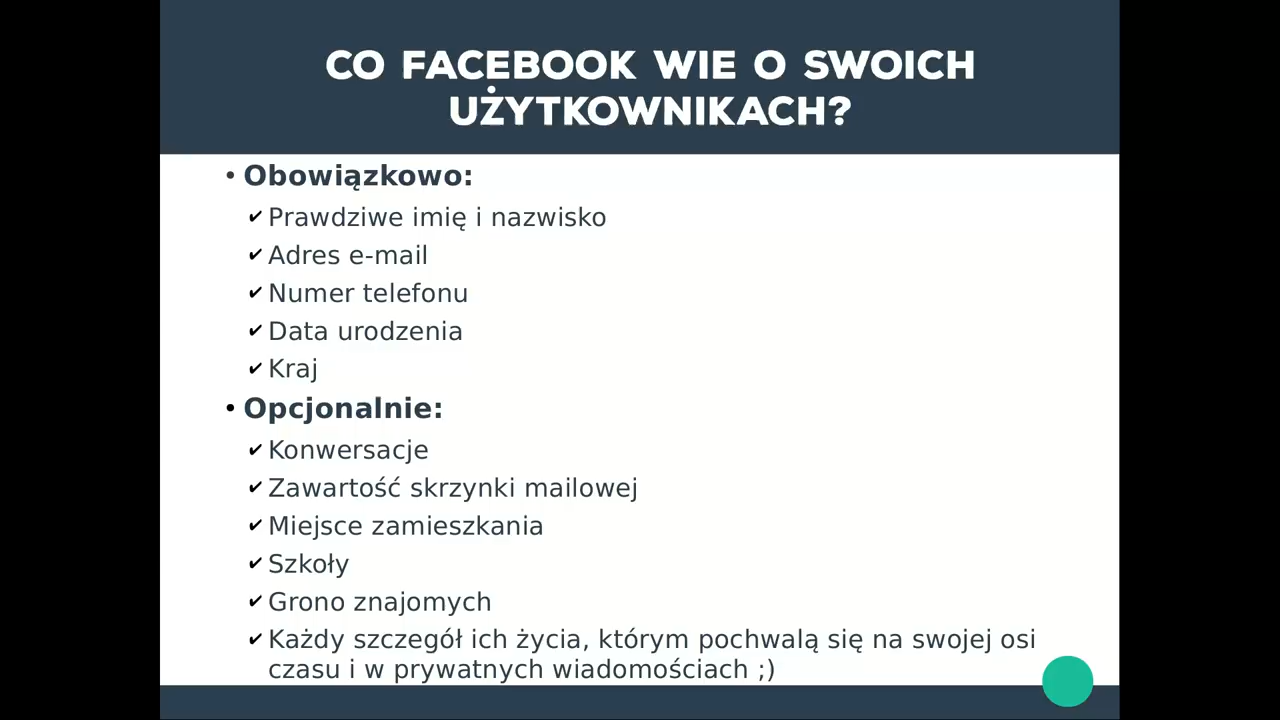 CO FACEBOOK WIE O SWOICH
UŻYTKOWNIKACH?
• Obowiązkowo:
✔ Prawdziwe imię i nazwisko
✔ Adres e-mail
✔ Numer telefonu
✔ Data urodzenia
✔ Kraj
• Opcjonalnie:
✔ Konwersacje
✔ Zawartość skrzynki mailowej
✔ Miejsce zamieszkania
✔ Szkoły
✔ Grono znajomych
✔ Każdy szczegół ich życia, którym pochwalą się na swojej osi
czasu i w prywatnych wiadomościach ;)